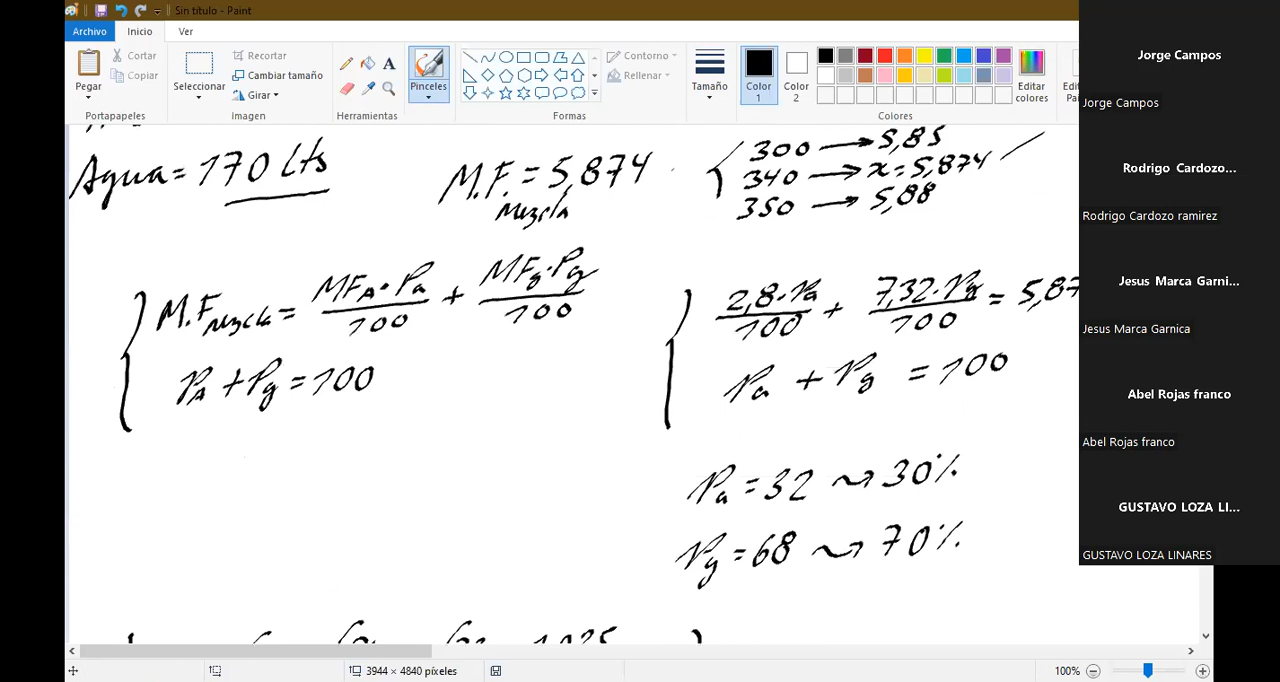 Sin título - Paint
Archivo Inicio Ver
Pegar
Cortar
Copiar
Portapapeles
Seleccionar
Recortar
Cambiar tamaño
Girar
Imagen
A
Herramientas
Pinceles
Contorno
Rellenar
Formas
Tamaño
Color 1
Color 2
Editar colores
Colores
Agua = 170 Lts
M.F. = 5,874
Mezcla
300 → 5,85
340 → x = 5,874
350 → 5,88
M.F Mezcla = MFA · Pa / 100 + MFg · Pg / 100
PA + Pg = 100
2,8 · Pa / 100 + 7,32 · Pg / 100 = 5,87
Pa + Pg = 100
Pa = 32 ⇝ 30%
Pg = 68 ⇝ 70%
3944 × 4840 píxeles
100%
Jorge Campos
Jorge Campos
Rodrigo Cardozo...
Rodrigo Cardozo ramirez
Jesus Marca Garni...
Jesus Marca Garnica
Abel Rojas franco
Abel Rojas franco
GUSTAVO LOZA LI...
GUSTAVO LOZA LINARES